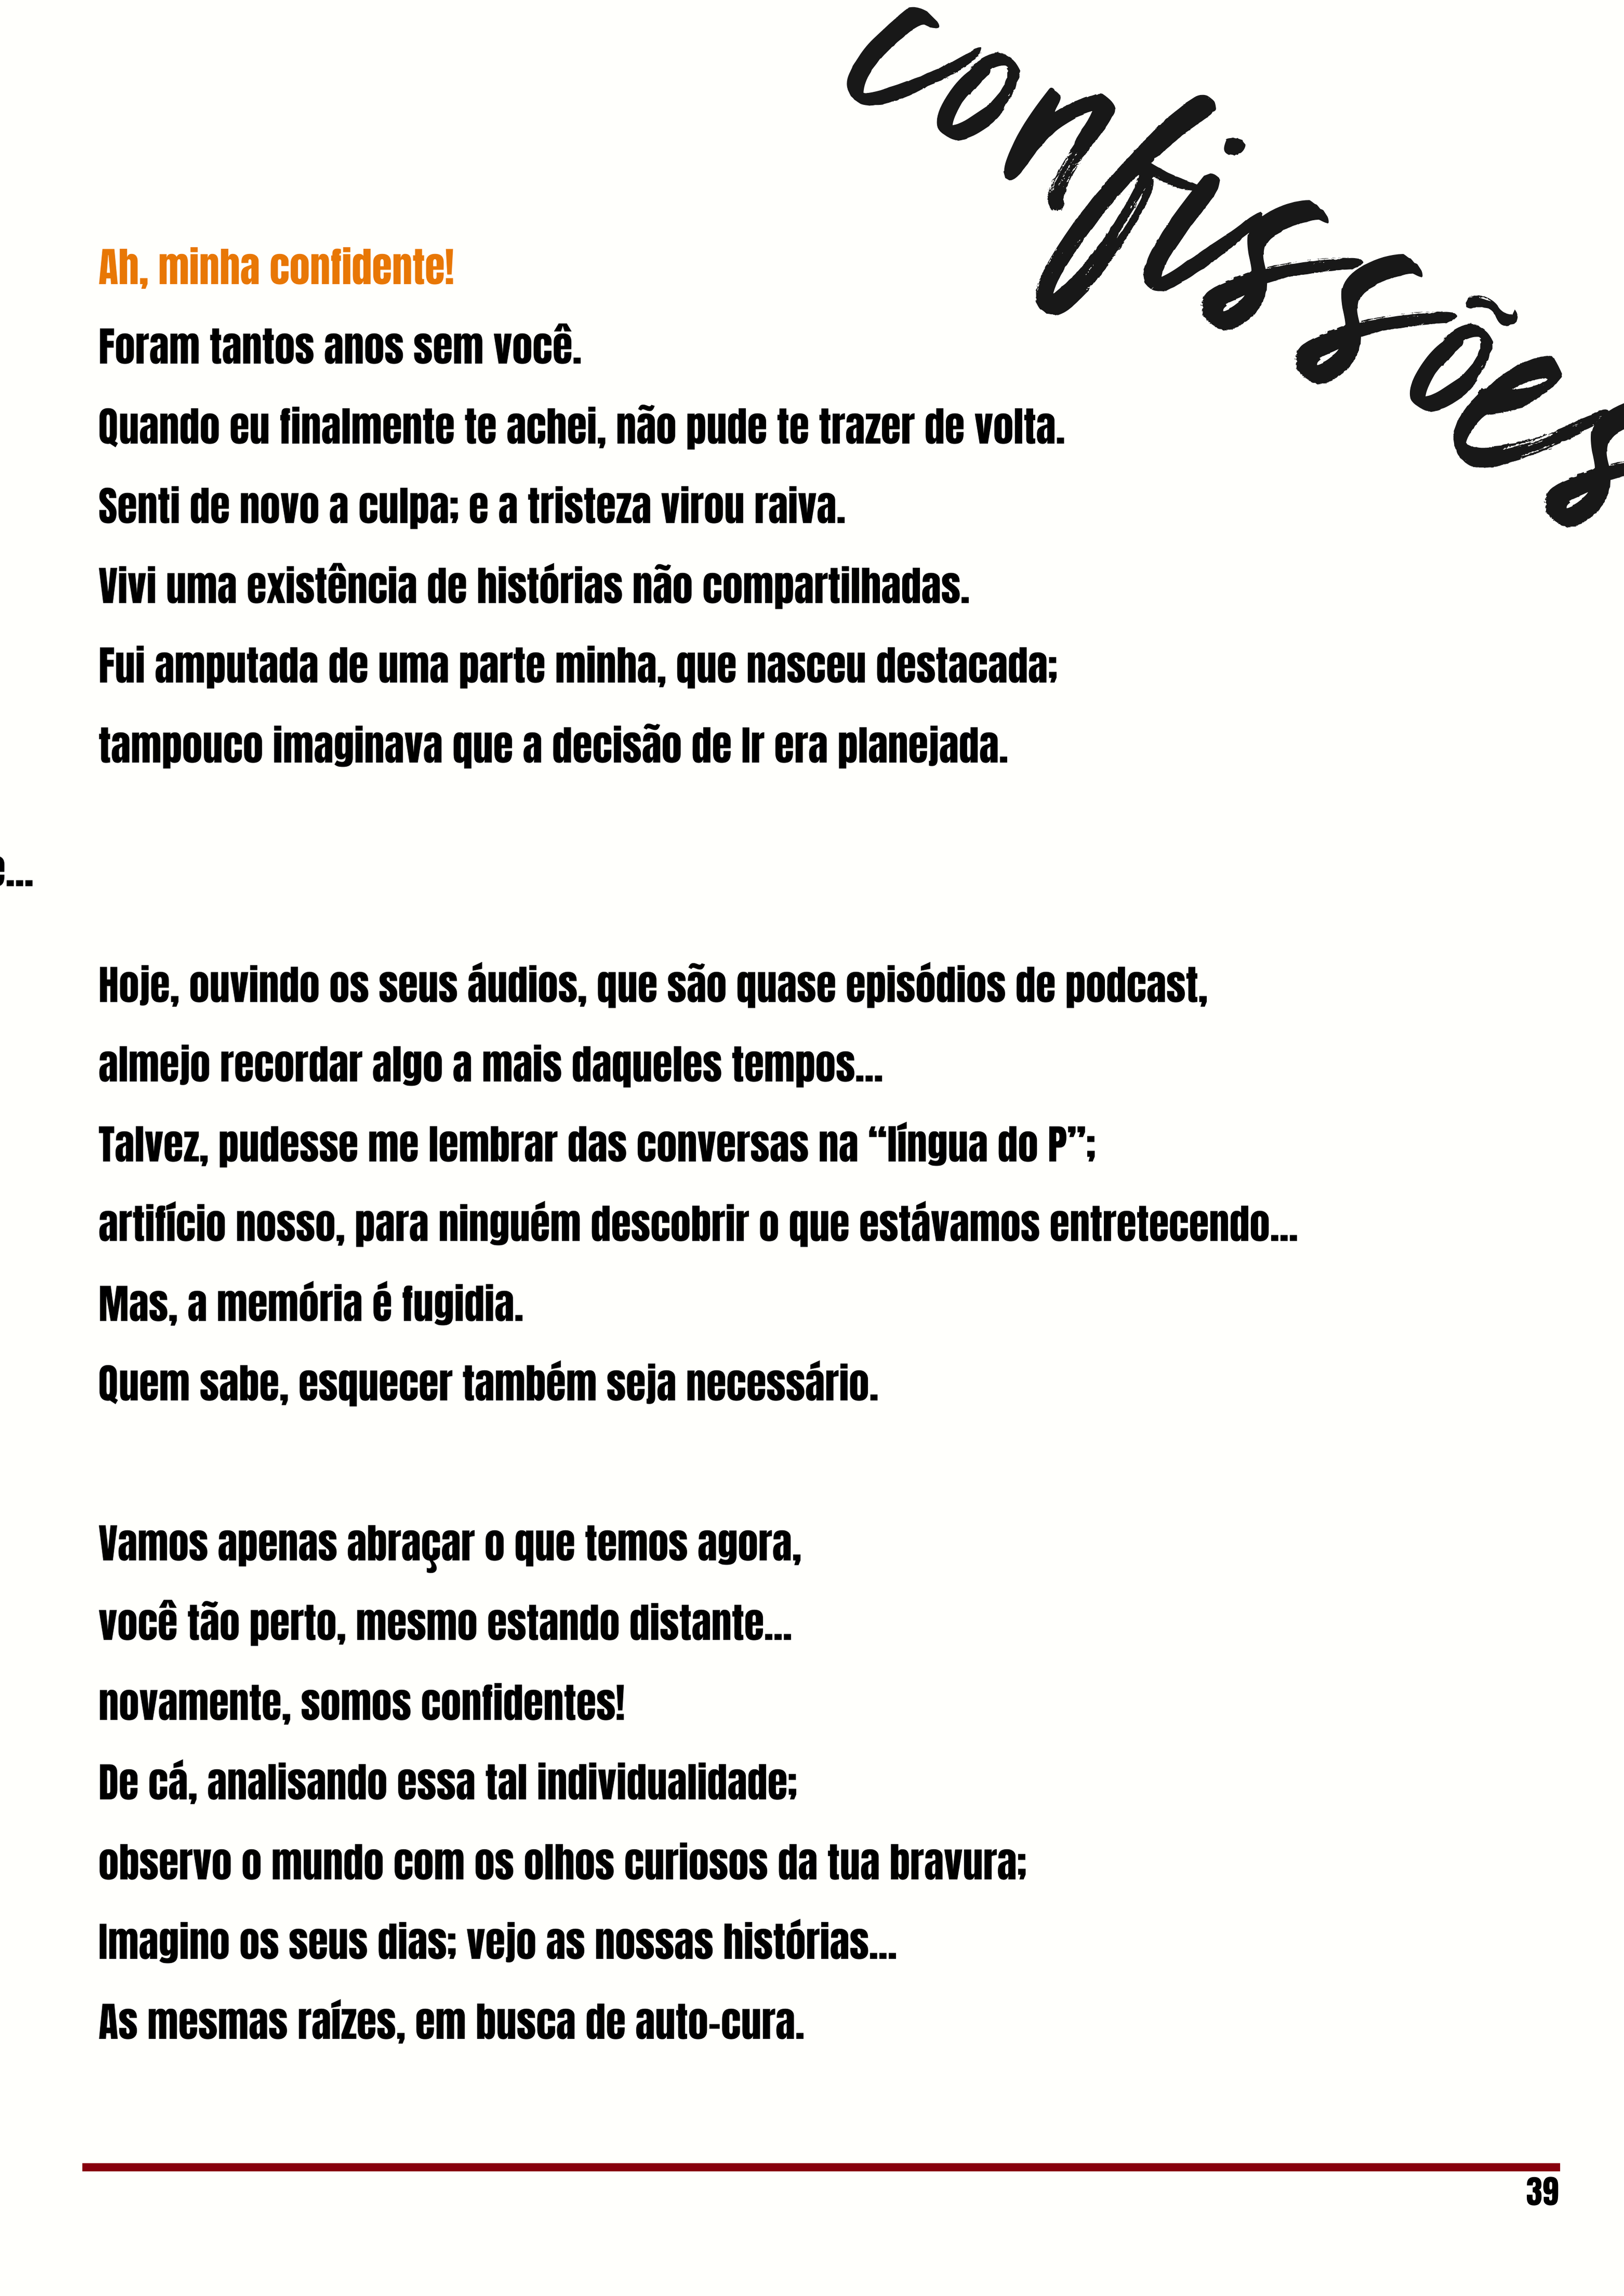 confissões
Ah, minha confidente!
Foram tantos anos sem você.
Quando eu finalmente te achei, não pude te trazer de volta.
Senti de novo a culpa; e a tristeza virou raiva.
Vivi uma existência de histórias não compartilhadas.
Fui amputada de uma parte minha, que nasceu destacada;
tampouco imaginava que a decisão de Ir era planejada.
e...
Hoje, ouvindo os seus áudios, que são quase episódios de podcast,
almejo recordar algo a mais daqueles tempos...
Talvez, pudesse me lembrar das conversas na “língua do P”;
artifício nosso, para ninguém descobrir o que estávamos entretecendo...
Mas, a memória é fugidia.
Quem sabe, esquecer também seja necessário.
Vamos apenas abraçar o que temos agora,
você tão perto, mesmo estando distante...
novamente, somos confidentes!
De cá, analisando essa tal individualidade;
observo o mundo com os olhos curiosos da tua bravura;
Imagino os seus dias; vejo as nossas histórias...
As mesmas raízes, em busca de auto-cura.
39